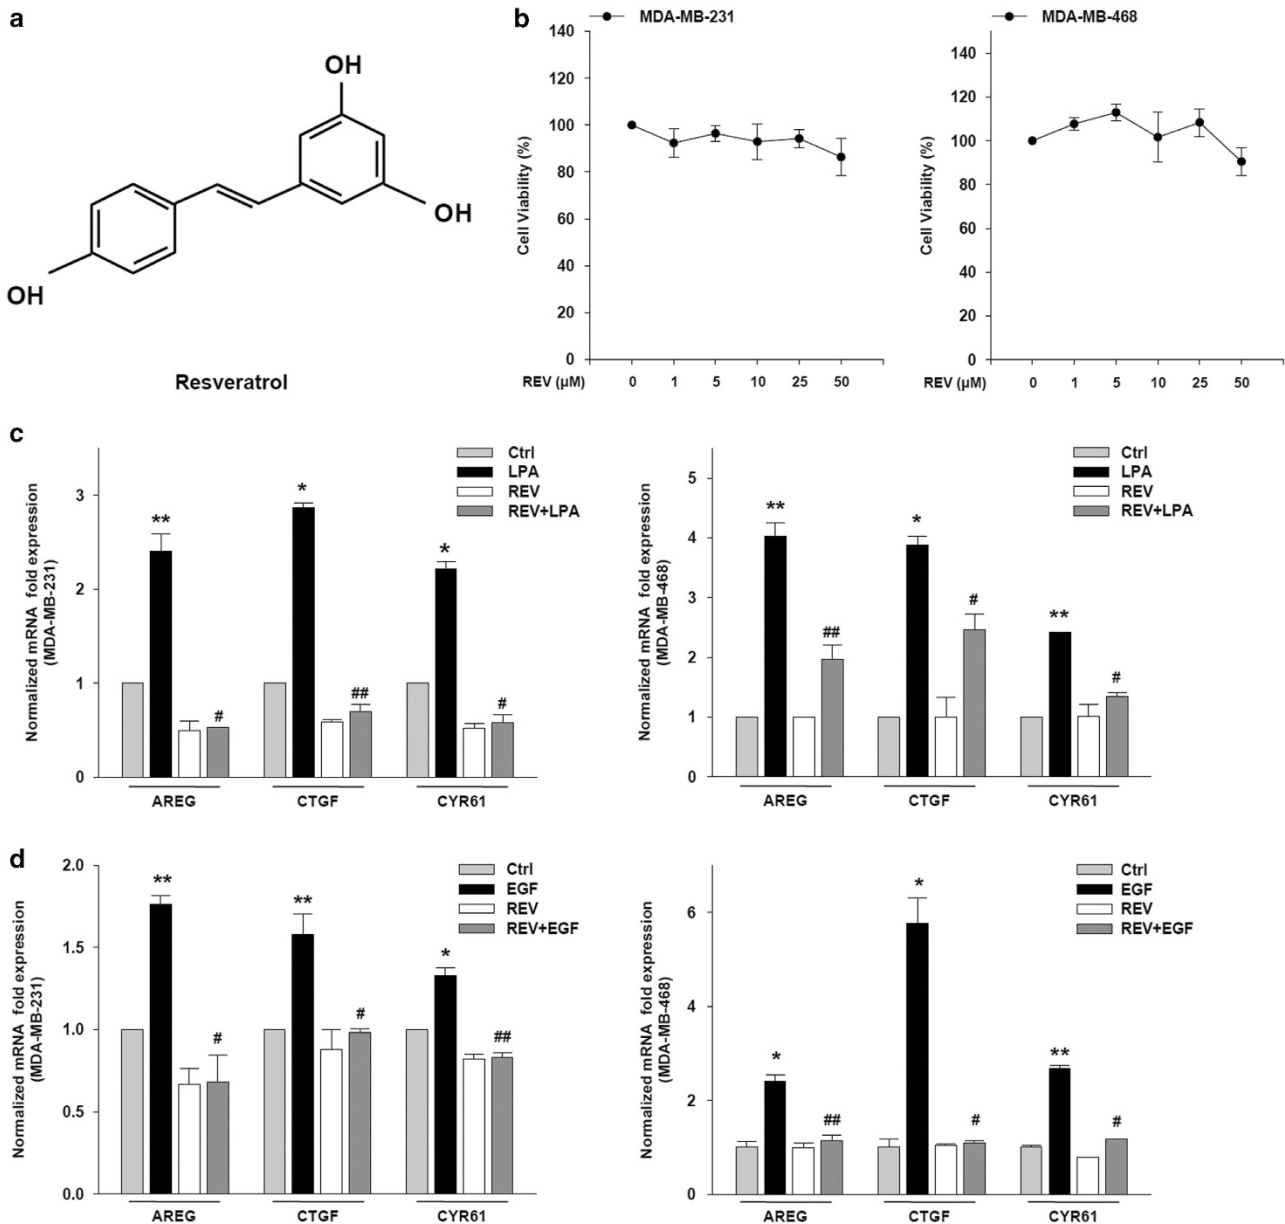 a
OH
OH
OH
Resveratrol
b
MDA-MB-231
Cell Viability (%)
140
120
100
80
60
40
20
0
REV (µM)
0 1 5 10 25 50
MDA-MB-468
Cell Viability (%)
140
120
100
80
60
40
20
0
REV (µM)
0 1 5 10 25 50
c
Normalized mRNA fold expression
(MDA-MB-231)
3
2
1
0
Ctrl
LPA
REV
REV+LPA
** * *
# ## #
AREG CTGF CYR61
Normalized mRNA fold expression
(MDA-MB-468)
5
4
3
2
1
0
Ctrl
LPA
REV
REV+LPA
** * **
## # #
AREG CTGF CYR61
d
Normalized mRNA fold expression
(MDA-MB-231)
2.0
1.5
1.0
0.5
0.0
Ctrl
EGF
REV
REV+EGF
** ** *
# # ##
AREG CTGF CYR61
Normalized mRNA fold expression
(MDA-MB-468)
6
4
2
0
Ctrl
EGF
REV
REV+EGF
* * **
## # #
AREG CTGF CYR61